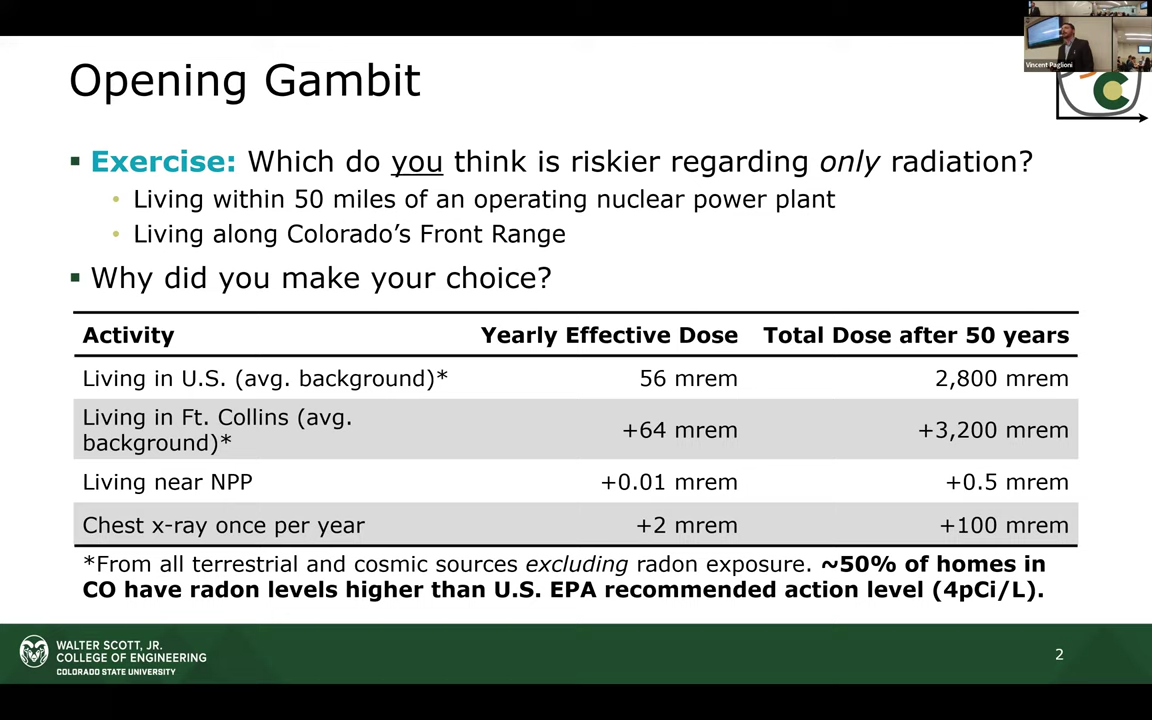 Opening Gambit
Vincent Paglioni
C
Exercise: Which do you think is riskier regarding only radiation?
Living within 50 miles of an operating nuclear power plant
Living along Colorado’s Front Range
Why did you make your choice?
Activity Yearly Effective Dose Total Dose after 50 years
Living in U.S. (avg. background)* 56 mrem 2,800 mrem
Living in Ft. Collins (avg.
background)* +64 mrem +3,200 mrem
Living near NPP +0.01 mrem +0.5 mrem
Chest x-ray once per year +2 mrem +100 mrem
*From all terrestrial and cosmic sources excluding radon exposure. ~50% of homes in
CO have radon levels higher than U.S. EPA recommended action level (4pCi/L).
WALTER SCOTT, JR.
COLLEGE OF ENGINEERING
COLORADO STATE UNIVERSITY
2